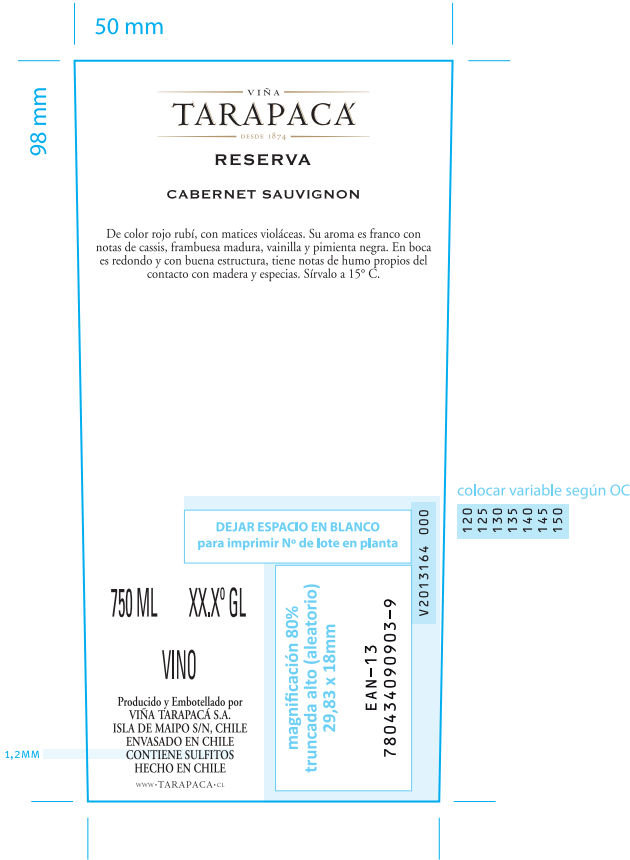 50 mm
98 mm
VIÑA
TARAPACÁ
DESDE 1874
RESERVA
CABERNET SAUVIGNON
De color rojo rubí, con matices violáceas. Su aroma es franco con
notas de cassis, frambuesa madura, vainilla y pimienta negra. En boca
es redondo y con buena estructura, tiene notas de humo propios del
contacto con madera y especias. Sírvalo a 15° C.
colocar variable según OC
120
125
130
135
140
145
150
DEJAR ESPACIO EN BLANCO
para imprimir Nº de lote en planta
V2013164 000
750 ML XX.Xº GL
VINO
magnificación 80%
truncada alto (aleatorio)
29,83 x 18mm
EAN-13
780434090903-9
Producido y Embotellado por
VIÑA TARAPACÁ S.A.
ISLA DE MAIPO S/N, CHILE
ENVASADO EN CHILE
1,2MM
CONTIENE SULFITOS
HECHO EN CHILE
WWW·TARAPACA·CL